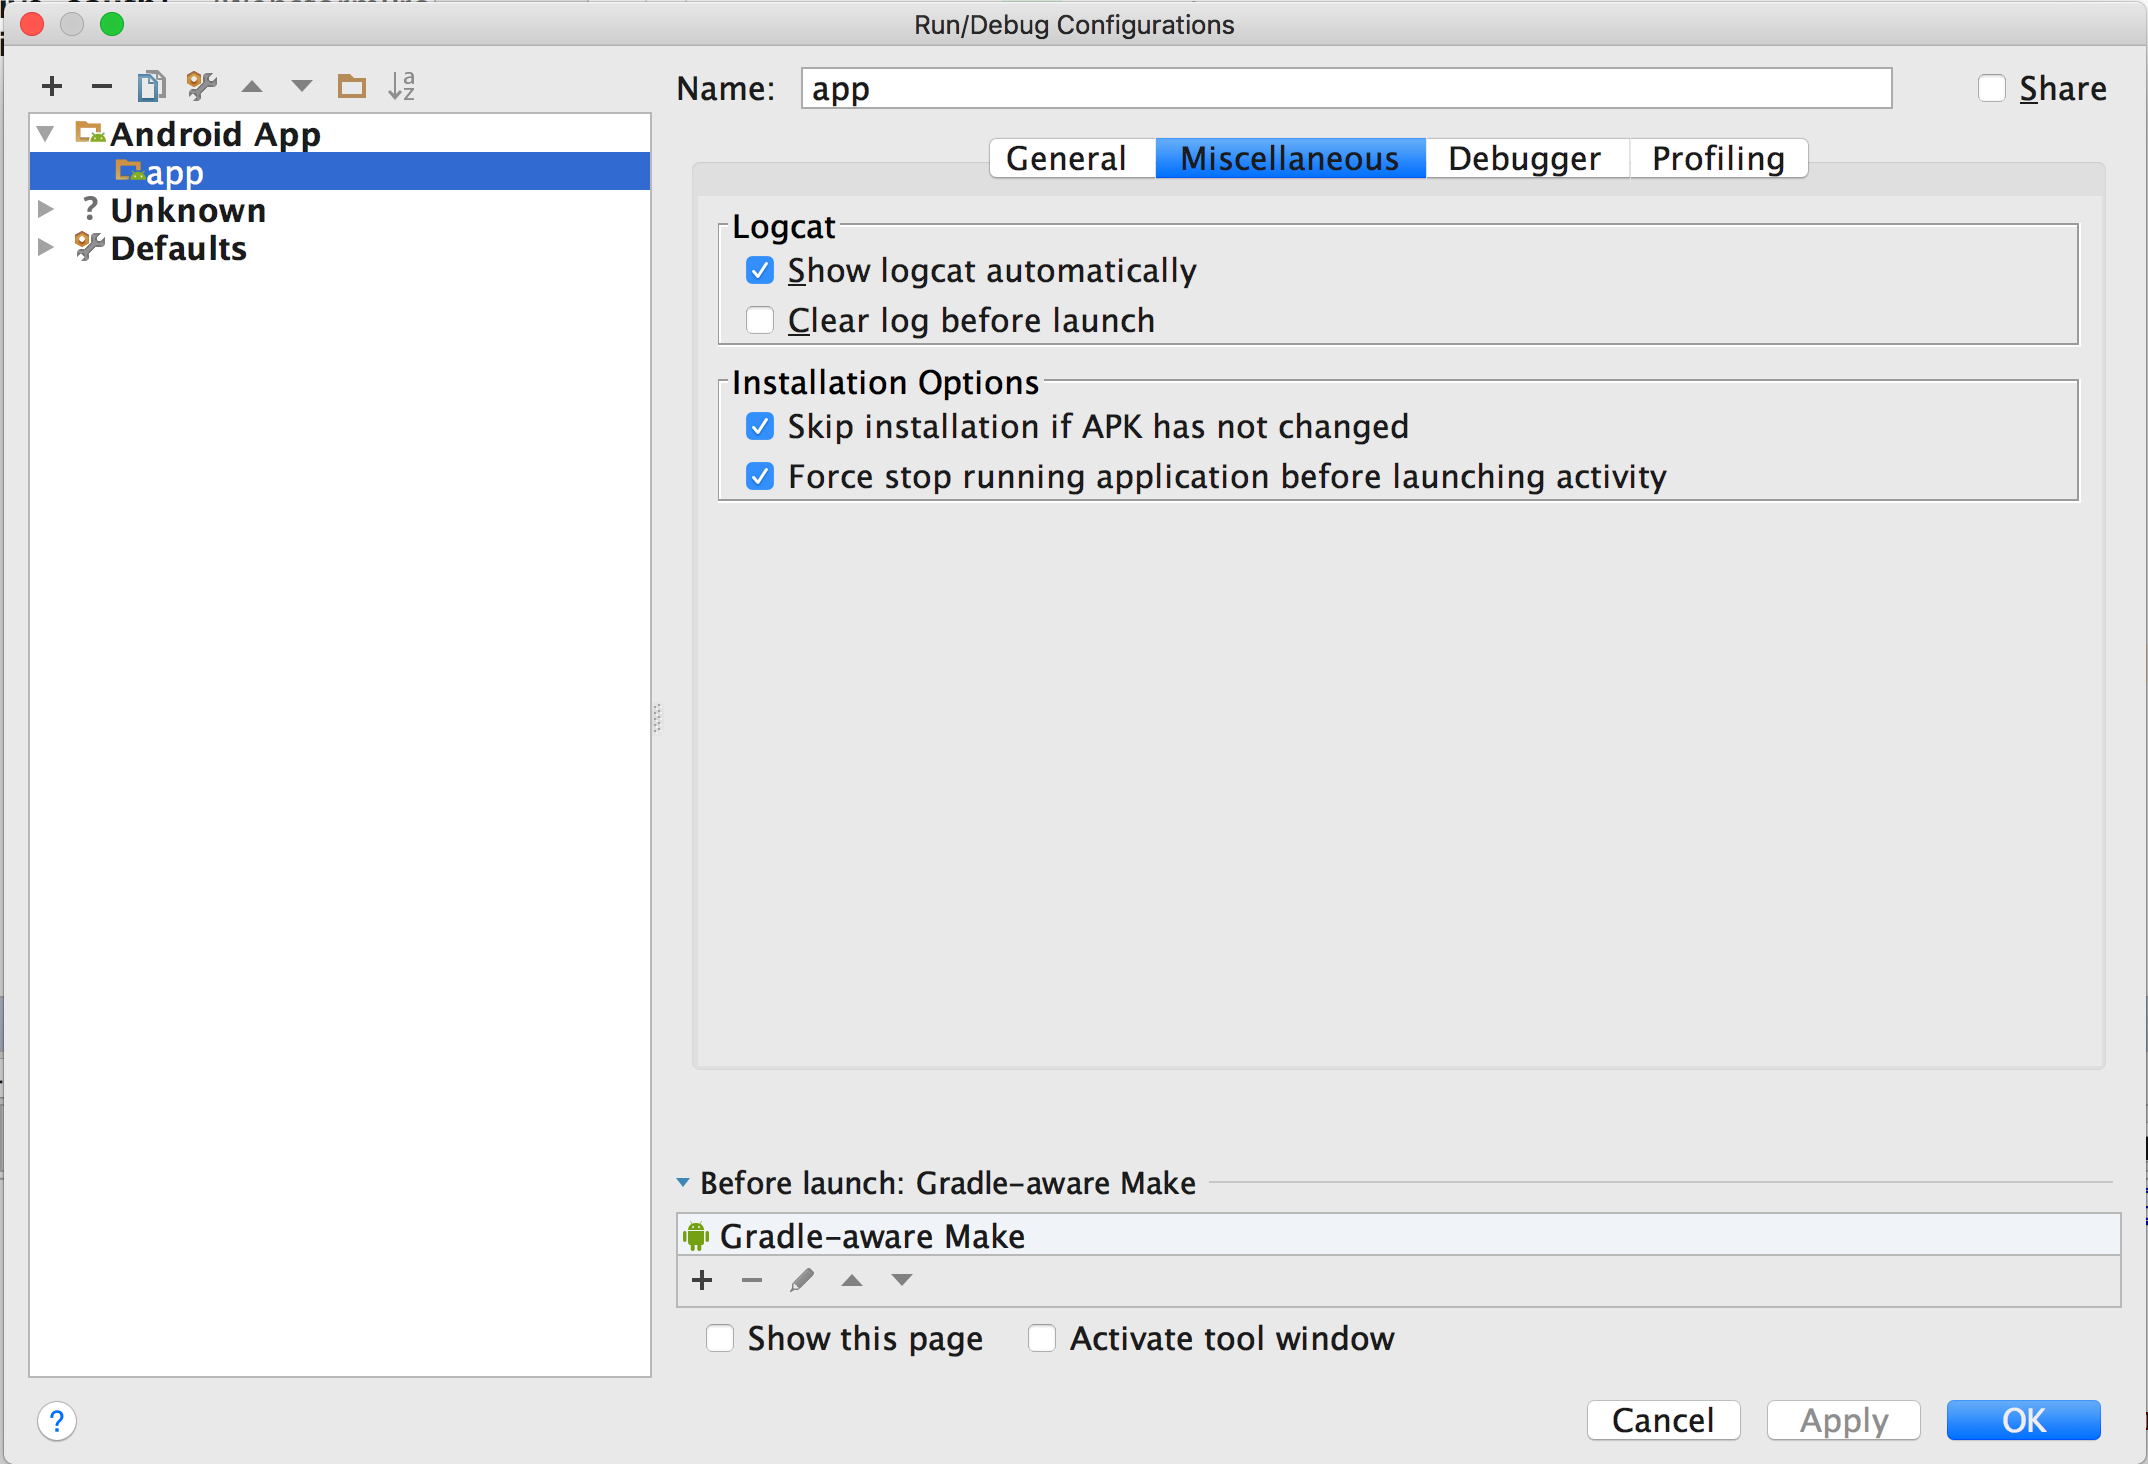 Run/Debug Configurations
Name: app
Share
Android App
app
? Unknown
Defaults
General Miscellaneous Debugger Profiling
Logcat
Show logcat automatically
Clear log before launch
Installation Options
Skip installation if APK has not changed
Force stop running application before launching activity
Before launch: Gradle-aware Make
Gradle-aware Make
Show this page Activate tool window
? Cancel Apply OK